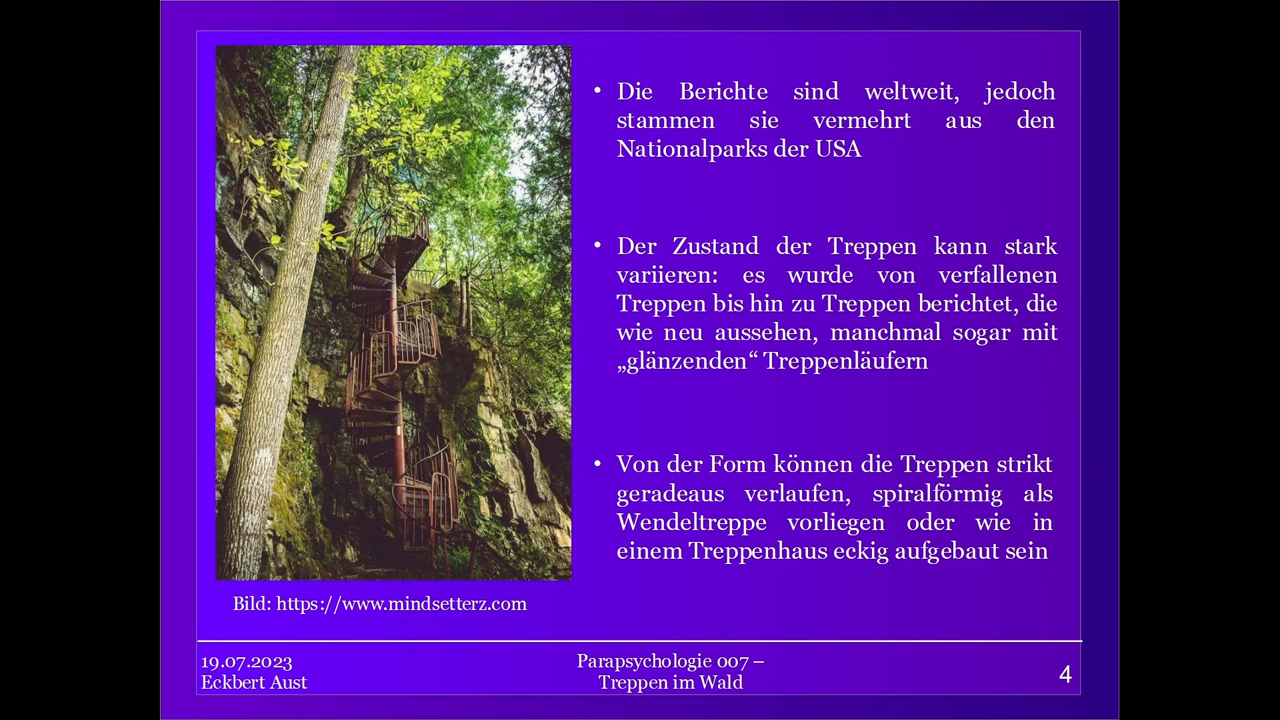 • Die Berichte sind weltweit, jedoch
stammen sie vermehrt aus den
Nationalparks der USA
• Der Zustand der Treppen kann stark
variieren: es wurde von verfallenen
Treppen bis hin zu Treppen berichtet, die
wie neu aussehen, manchmal sogar mit
„glänzenden“ Treppenläufern
• Von der Form können die Treppen strikt
geradeaus verlaufen, spiralförmig als
Wendeltreppe vorliegen oder wie in
einem Treppenhaus eckig aufgebaut sein
Bild: https://www.mindsetterz.com
19.07.2023
Eckbert Aust
Parapsychologie 007 –
Treppen im Wald
4